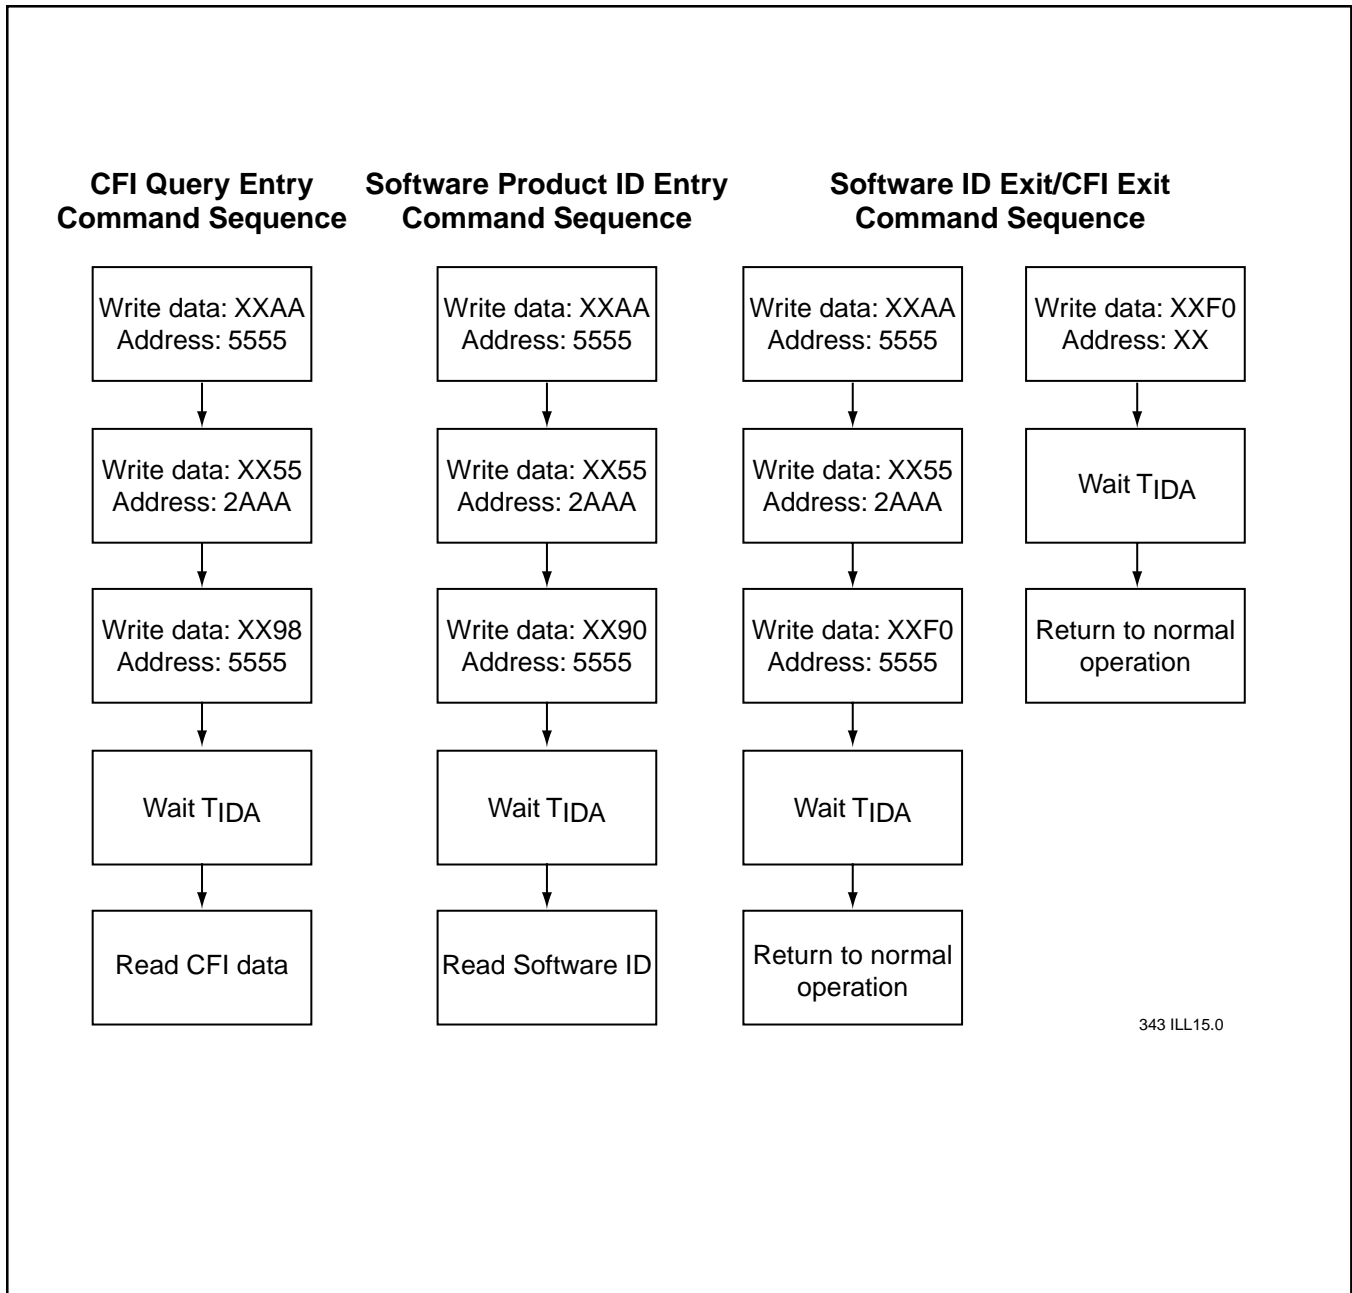 CFI Query Entry
Command Sequence
Write data: XXAA
Address: 5555
Write data: XX55
Address: 2AAA
Write data: XX98
Address: 5555
Wait TIDA
Read CFI data
Software Product ID Entry
Command Sequence
Write data: XXAA
Address: 5555
Write data: XX55
Address: 2AAA
Write data: XX90
Address: 5555
Wait TIDA
Read Software ID
Software ID Exit/CFI Exit
Command Sequence
Write data: XXAA
Address: 5555
Write data: XX55
Address: 2AAA
Write data: XXF0
Address: 5555
Wait TIDA
Return to normal
operation
Write data: XXF0
Address: XX
Wait TIDA
Return to normal
operation
343 ILL15.0